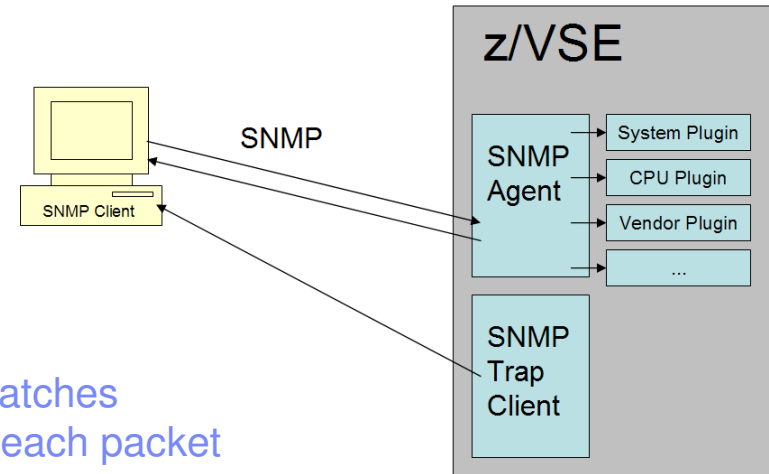 z/VSE
SNMP
SNMP Client
SNMP
Agent
System Plugin
CPU Plugin
Vendor Plugin
...
SNMP
Trap
Client
atches
each packet